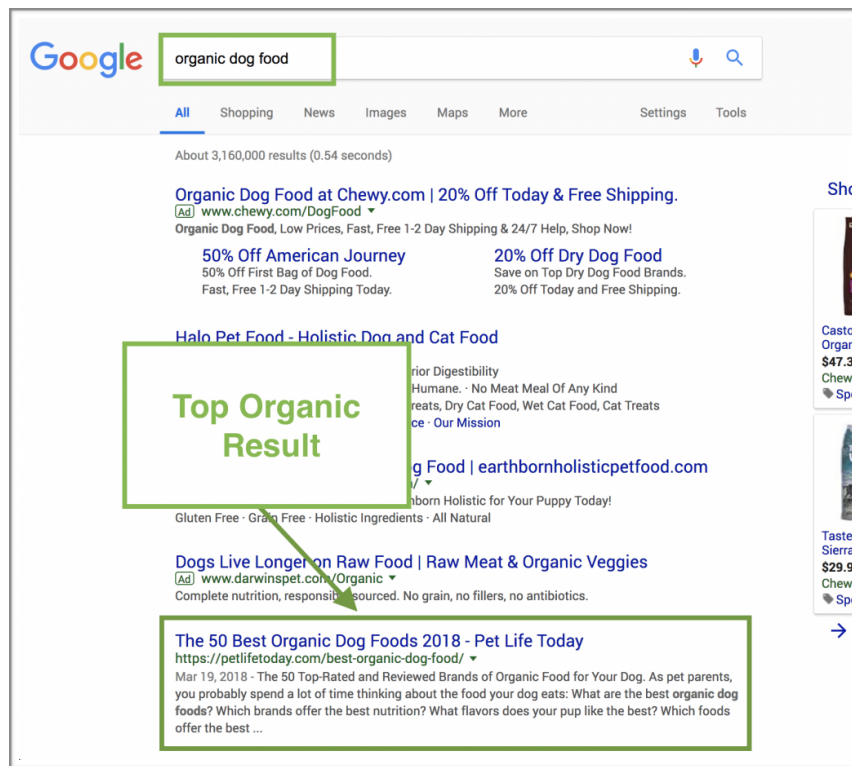 Google
organic dog food
All Shopping News Images Maps More Settings Tools
About 3,160,000 results (0.54 seconds)
Organic Dog Food at Chewy.com | 20% Off Today & Free Shipping.
Ad www.chewy.com/DogFood
Organic Dog Food, Low Prices, Fast, Free 1-2 Day Shipping & 24/7 Help, Shop Now!
50% Off American Journey
50% Off First Bag of Dog Food.
Fast, Free 1-2 Day Shipping Today.
20% Off Dry Dog Food
Save on Top Dry Dog Food Brands.
20% Off Today and Free Shipping.
Halo Pet Food - Holistic Dog and Cat Food
Digestibility
Humane. · No Meat Meal Of Any Kind
Dry Cat Food, Wet Cat Food, Cat Treats
· Our Mission
Top Organic
Result
Food | earthbornholisticpetfood.com
Holistic for Your Puppy Today!
Gluten Free · Grain Free · Holistic Ingredients · All Natural
Dogs Live Longer on Raw Food | Raw Meat & Organic Veggies
Ad www.darwinspet.com/Organic
Complete nutrition, responsibly sourced. No grain, no fillers, no antibiotics.
The 50 Best Organic Dog Foods 2018 - Pet Life Today
https://petlifetoday.com/best-organic-dog-food/
Mar 19, 2018 - The 50 Top-Rated and Reviewed Brands of Organic Food for Your Dog. As pet parents,
you probably spend a lot of time thinking about the food your dog eats: What are the best organic dog
foods? Which brands offer the best nutrition? What flavors does your pup like the best? Which foods
offer the best ...
Sho
Casto
Organ
$47.3
Chew
Spe
Taste
Sierra
$29.9
Chew
Spe